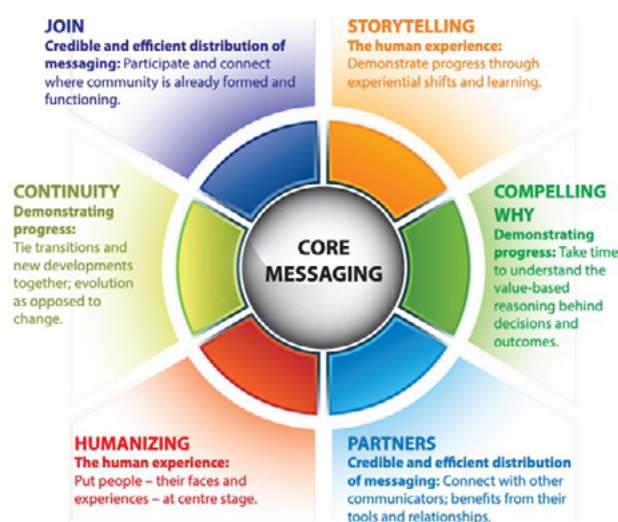 JOIN
Credible and efficient distribution of
messaging: Participate and connect
where community is already formed and
functioning.
STORYTELLING
The human experience:
Demonstrate progress through
experiential shifts and learning.
CONTINUITY
Demonstrating
progress:
Tie transitions and
new developments
together; evolution
as opposed to
change.
CORE
MESSAGING
COMPELLING
WHY
Demonstrating
progress: Take time
to understand the
value-based
reasoning behind
decisions and
outcomes.
HUMANIZING
The human experience:
Put people – their faces and
experiences – at centre stage.
PARTNERS
Credible and efficient distribution
of messaging: Connect with other
communicators; benefits from their
tools and relationships.